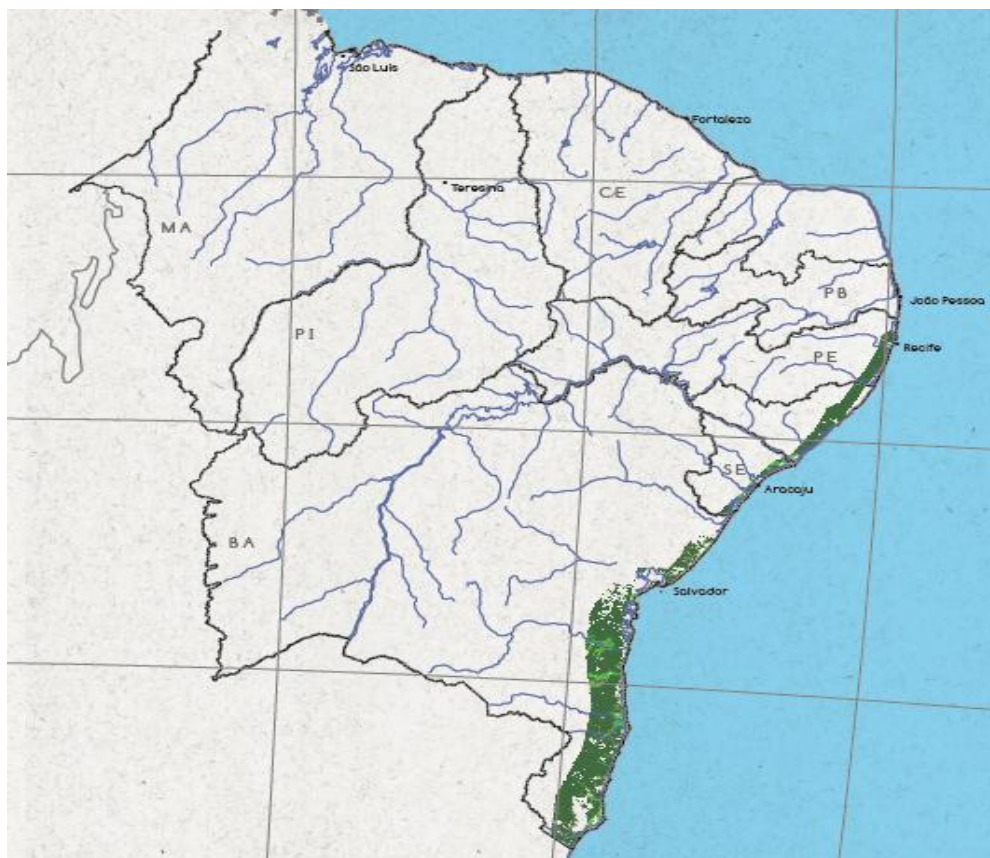 São Luís
Fortaleza
Teresina
CE
MA
PB
João Pessoa
PI
PE
Recife
SE
Aracaju
BA
Salvador